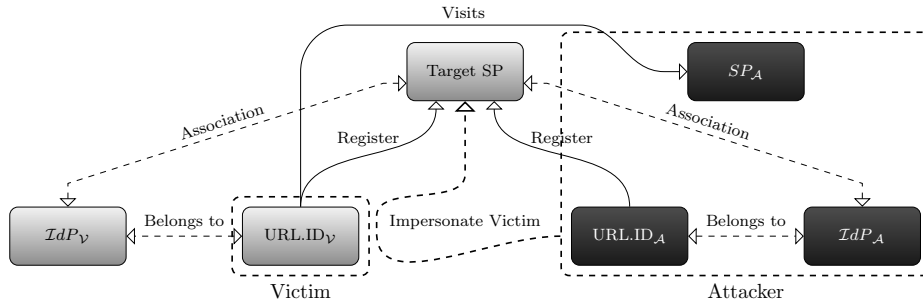 Visits
Target SP
SP_A
Association
Association
Register
Register
IdP_V
Belongs to
URL.ID_V
Impersonate Victim
URL.ID_A
Belongs to
IdP_A
Victim
Attacker